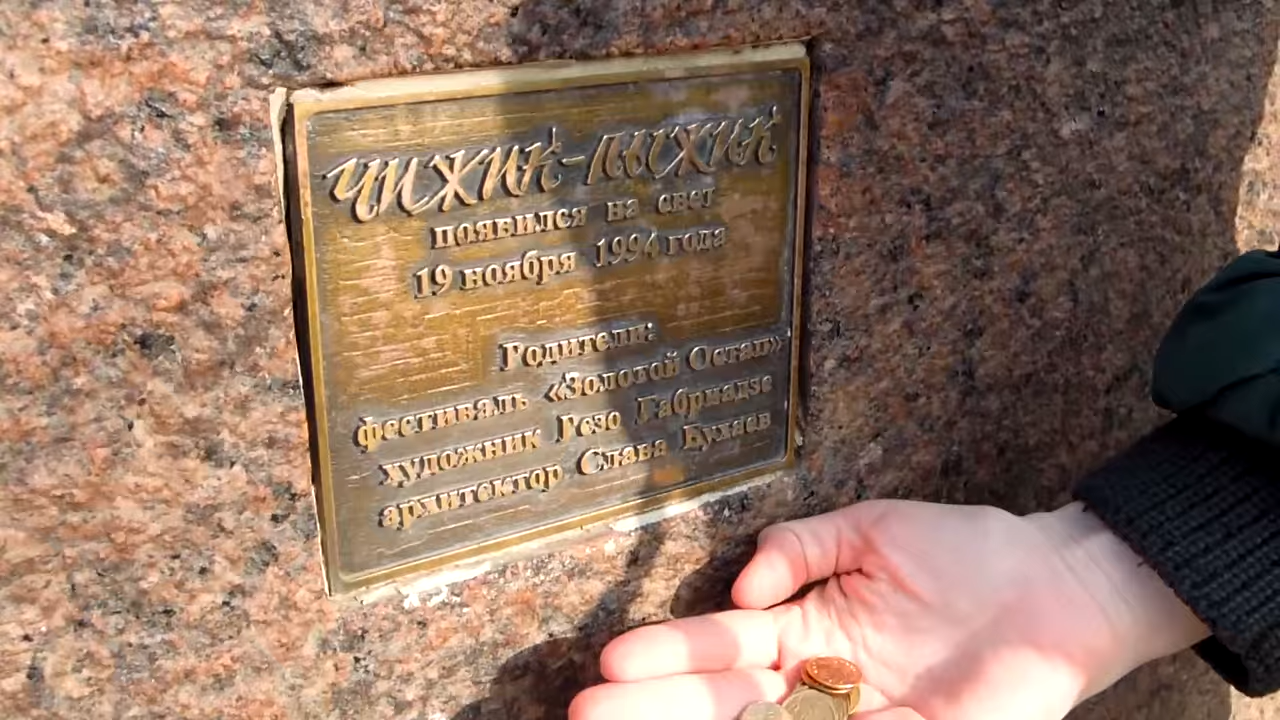 ЧИЖИК-ПЫЖИК
появился на свет
19 ноября 1994 года
Родители:
фестиваль «Золотой Остап»
художник Резо Габриадзе
архитектор Слава Бухаев